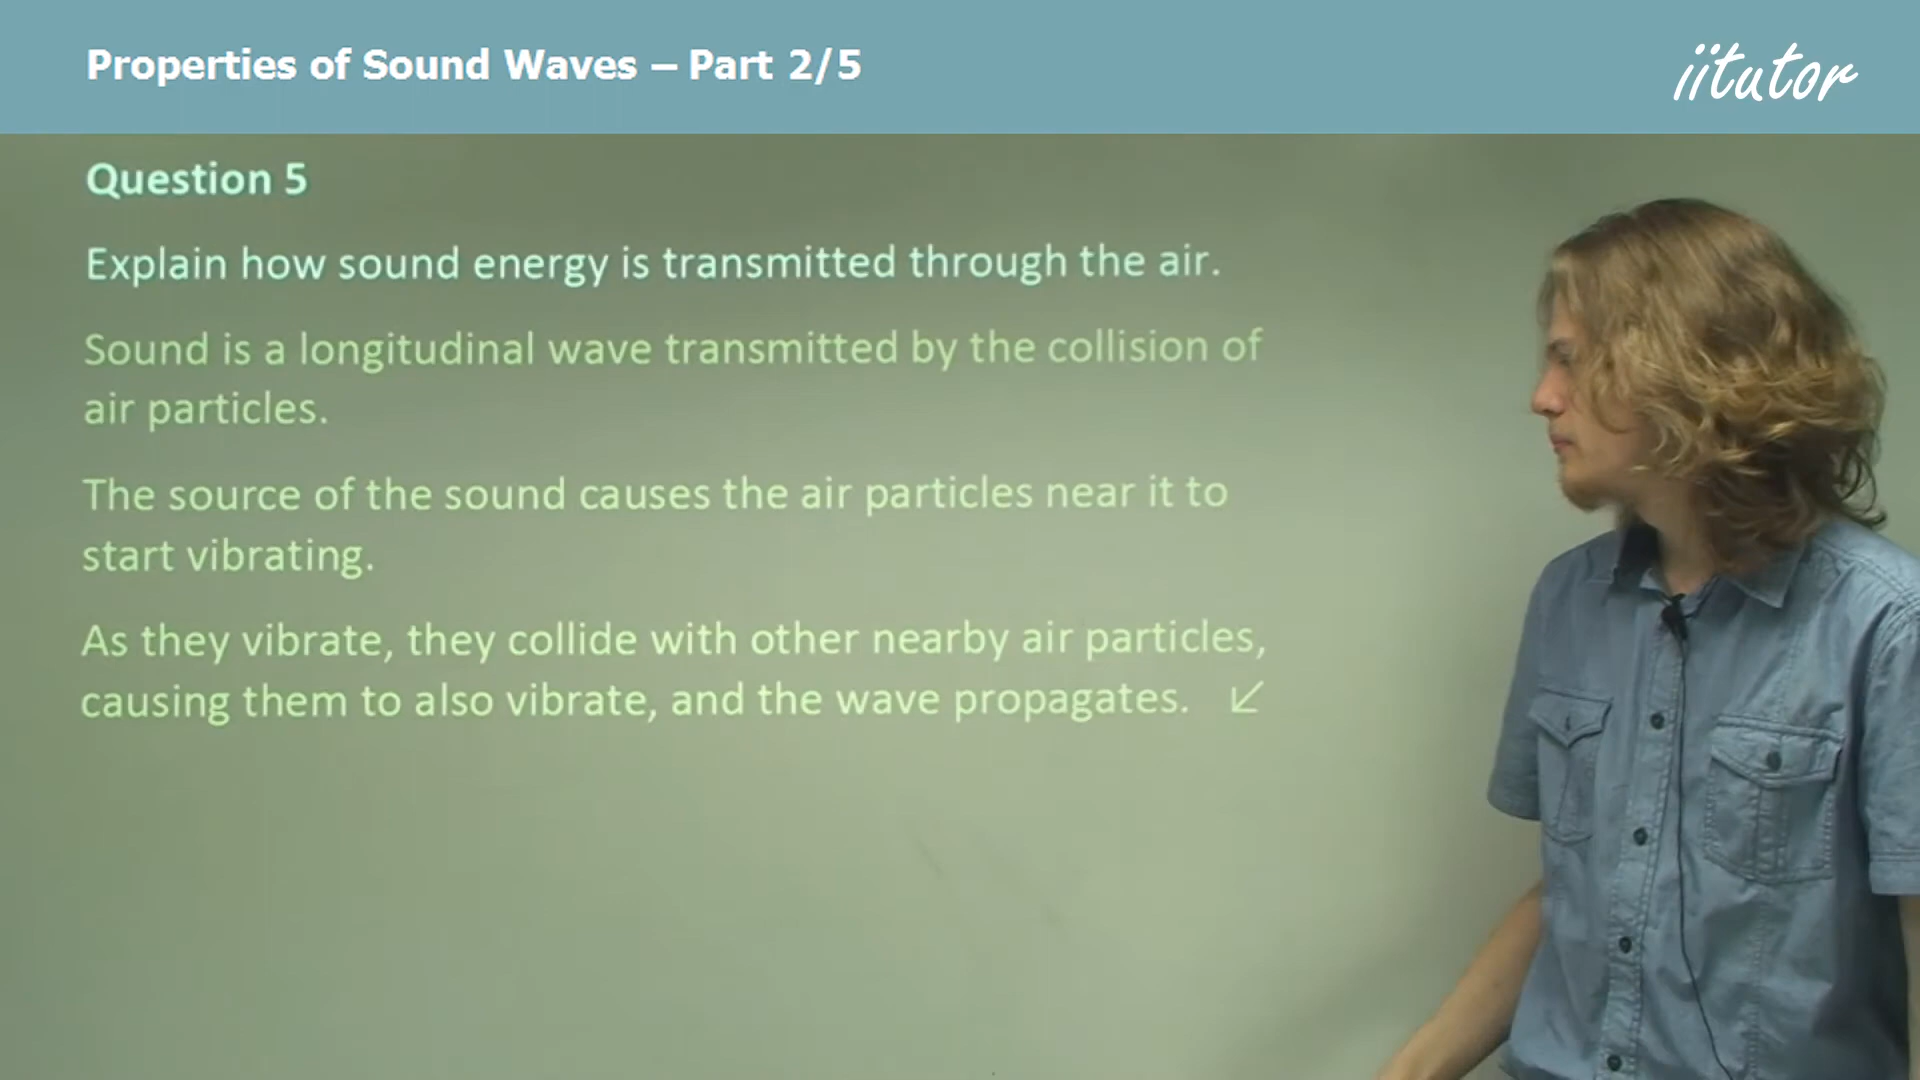 Properties of Sound Waves – Part 2/5
iitutor
Question 5
Explain how sound energy is transmitted through the air.
Sound is a longitudinal wave transmitted by the collision of
air particles.
The source of the sound causes the air particles near it to
start vibrating.
As they vibrate, they collide with other nearby air particles,
causing them to also vibrate, and the wave propagates. ↙